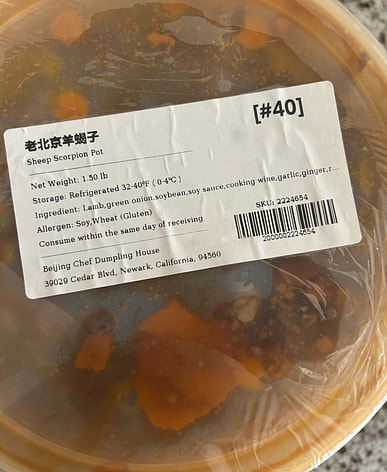 [#40]
老北京羊蝎子
Sheep Scorpion Pot
Net Weight: 1.50 lb
Storage: Refrigerated 32-40°F ( 0-4°C )
Ingredient: Lamb,green onion,soybean,soy sauce,cooking wine,garlic,ginger,r...
Allergen: Soy,Wheat (Gluten)
SKU: 2224654
Consume within the same day of receiving
2000002224654
Beijing Chef Dumpling House
39029 Cedar Blvd, Newark, California, 94560